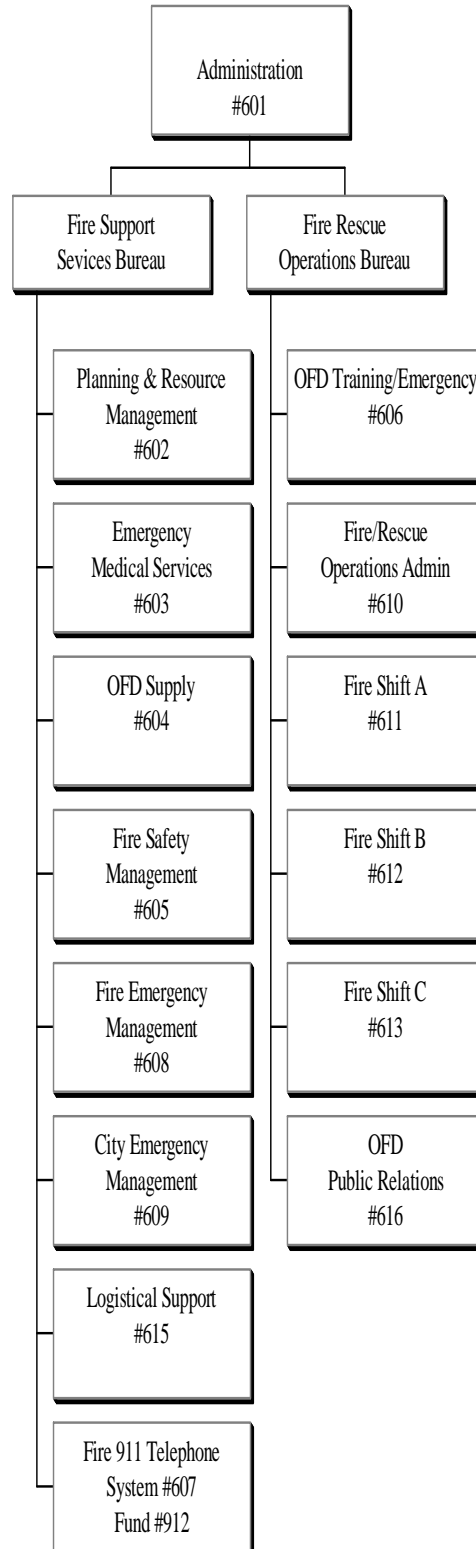 Administration
#601
Fire Support
Sevices Bureau
Fire Rescue
Operations Bureau
Planning & Resource
Management
#602
Emergency
Medical Services
#603
OFD Supply
#604
Fire Safety
Management
#605
Fire Emergency
Management
#608
City Emergency
Management
#609
Logistical Support
#615
Fire 911 Telephone
System #607
Fund #912
OFD Training/Emergency
#606
Fire/Rescue
Operations Admin
#610
Fire Shift A
#611
Fire Shift B
#612
Fire Shift C
#613
OFD
Public Relations
#616